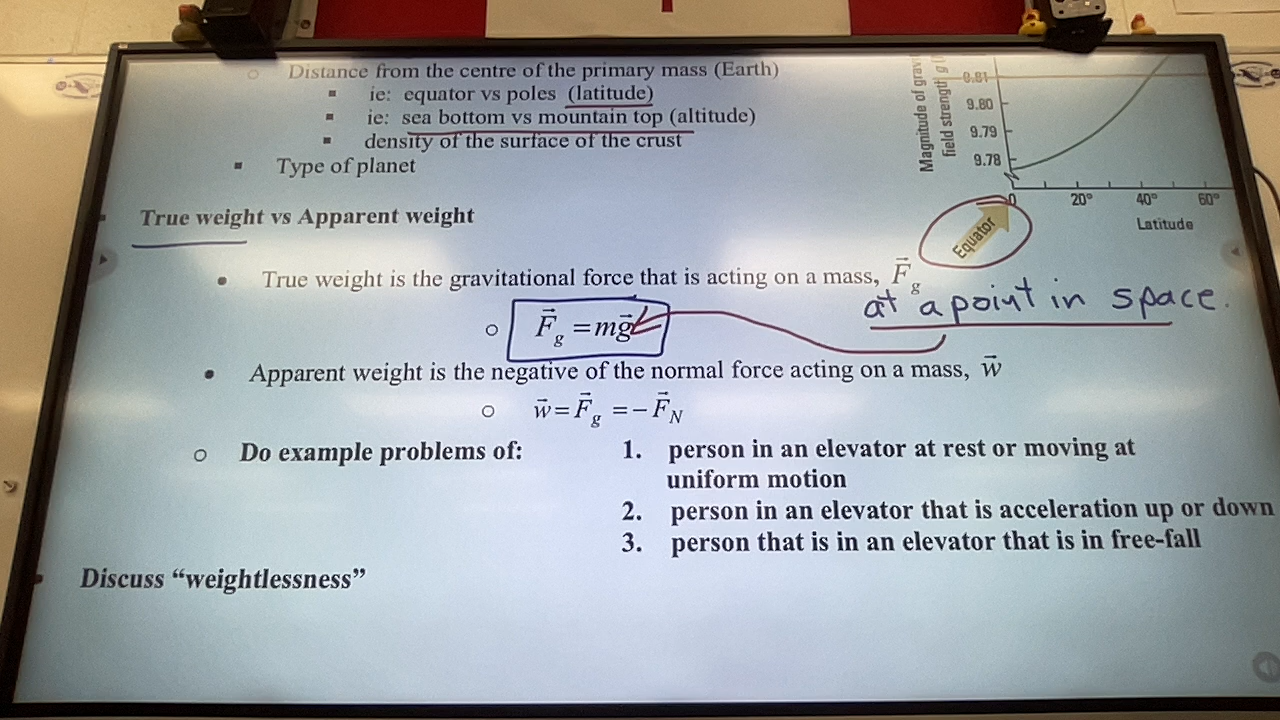 Distance from the centre of the primary mass (Earth)
ie: equator vs poles (latitude)
ie: sea bottom vs mountain top (altitude)
density of the surface of the crust
Type of planet
Magnitude of
field strength g
9.81
9.80
9.79
9.78
0
20°
40°
60°
Latitude
Equator
True weight vs Apparent weight
True weight is the gravitational force that is acting on a mass, F⃗g
at a point in space.
F⃗g = mg⃗
Apparent weight is the negative of the normal force acting on a mass, w⃗
w⃗ = F⃗g = − F⃗N
Do example problems of:
1. person in an elevator at rest or moving at
uniform motion
2. person in an elevator that is acceleration up or down
3. person that is in an elevator that is in free-fall
Discuss “weightlessness”